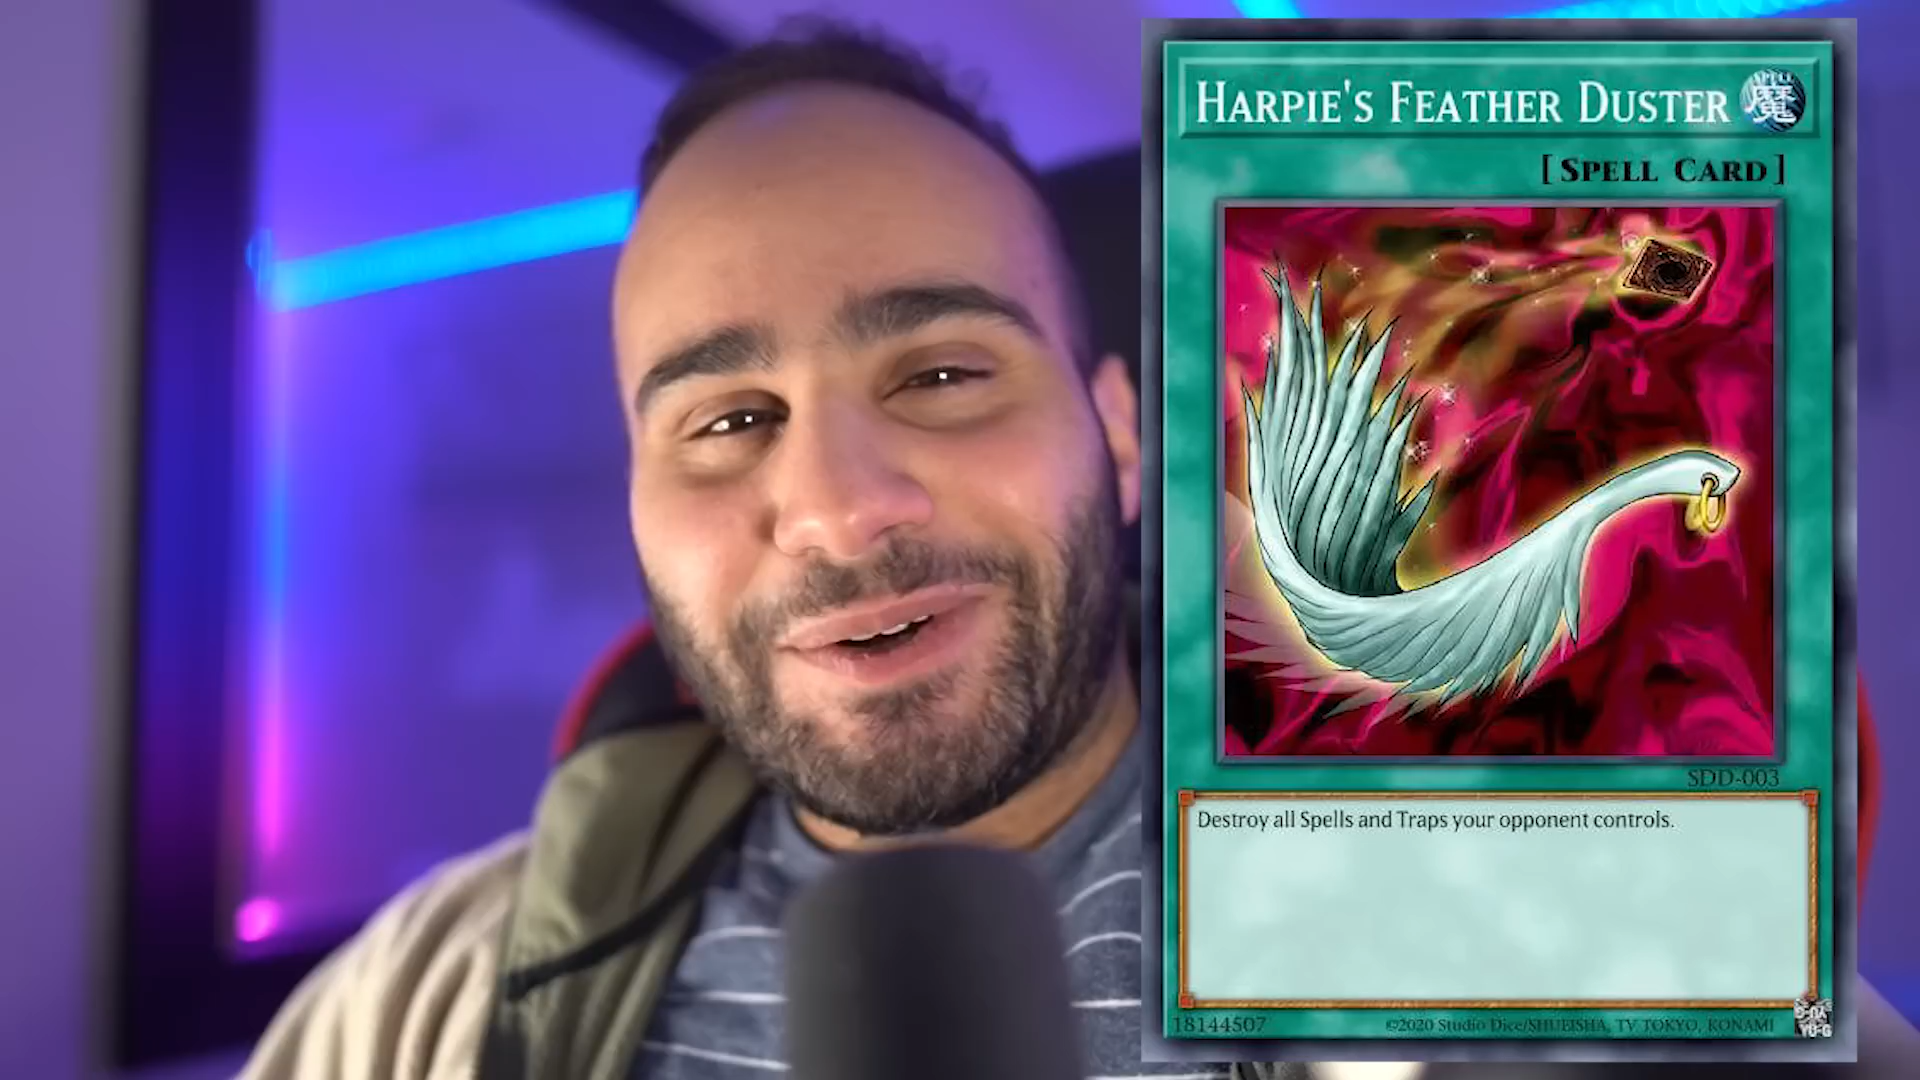 HARPIE'S FEATHER DUSTER
SPELL
魔
[SPELL CARD]
SDD-003
Destroy all Spells and Traps your opponent controls.
18144507
©2020 Studio Dice/SHUEISHA, TV TOKYO, KONAMI